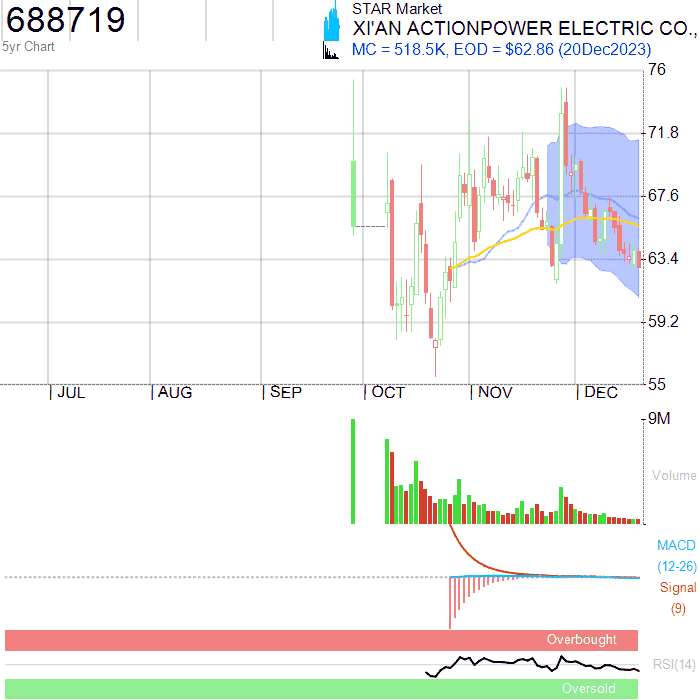 688719
5yr Chart
STAR Market
XI'AN ACTIONPOWER ELECTRIC CO.,
MC = 518.5K, EOD = $62.86 (20Dec2023)
76
71.8
67.6
63.4
59.2
55
JUL AUG SEP OCT NOV DEC
9M
Volume
MACD
(12-26)
Signal
(9)
Overbought
RSI(14)
Oversold